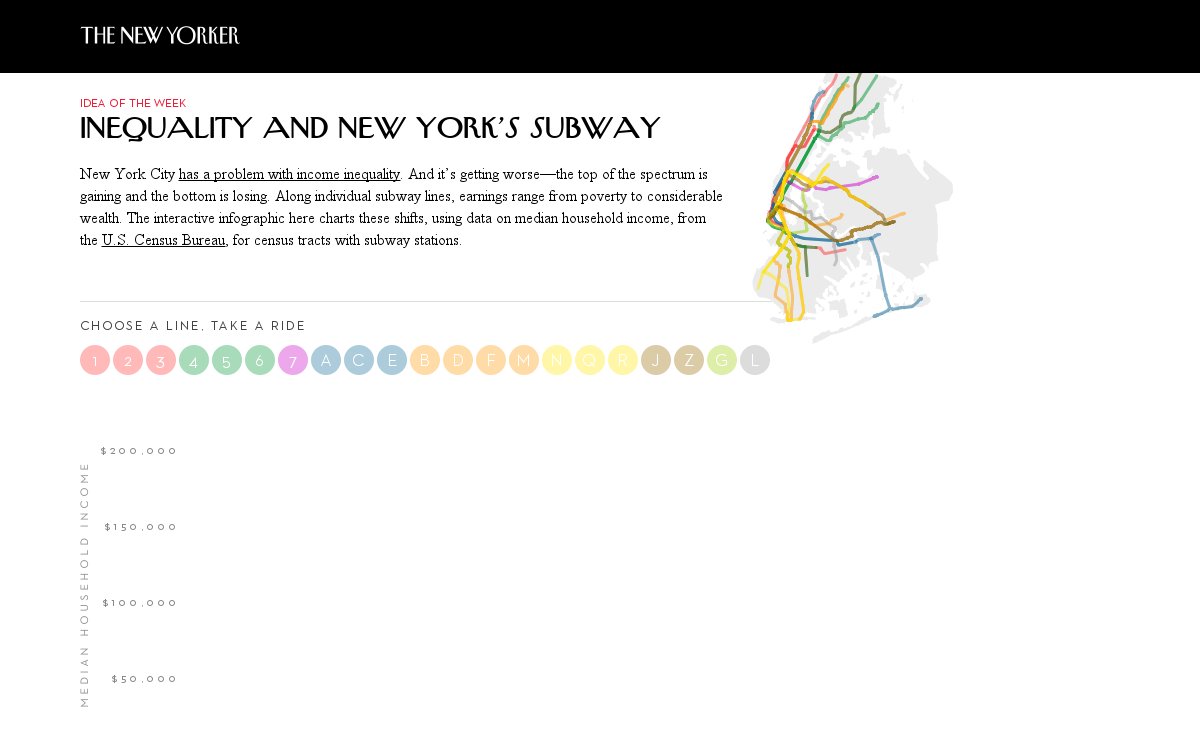 THE NEW YORKER
IDEA OF THE WEEK
INEQUALITY AND NEW YORK'S SUBWAY
New York City has a problem with income inequality. And it's getting worse—the top of the spectrum is
gaining and the bottom is losing. Along individual subway lines, earnings range from poverty to considerable
wealth. The interactive infographic here charts these shifts, using data on median household income, from
the U.S. Census Bureau, for census tracts with subway stations.
CHOOSE A LINE, TAKE A RIDE
1 2 3 4 5 6 7 A C E B D F M N Q R J Z G L
MEDIAN HOUSEHOLD INCOME
$200,000
$150,000
$100,000
$50,000